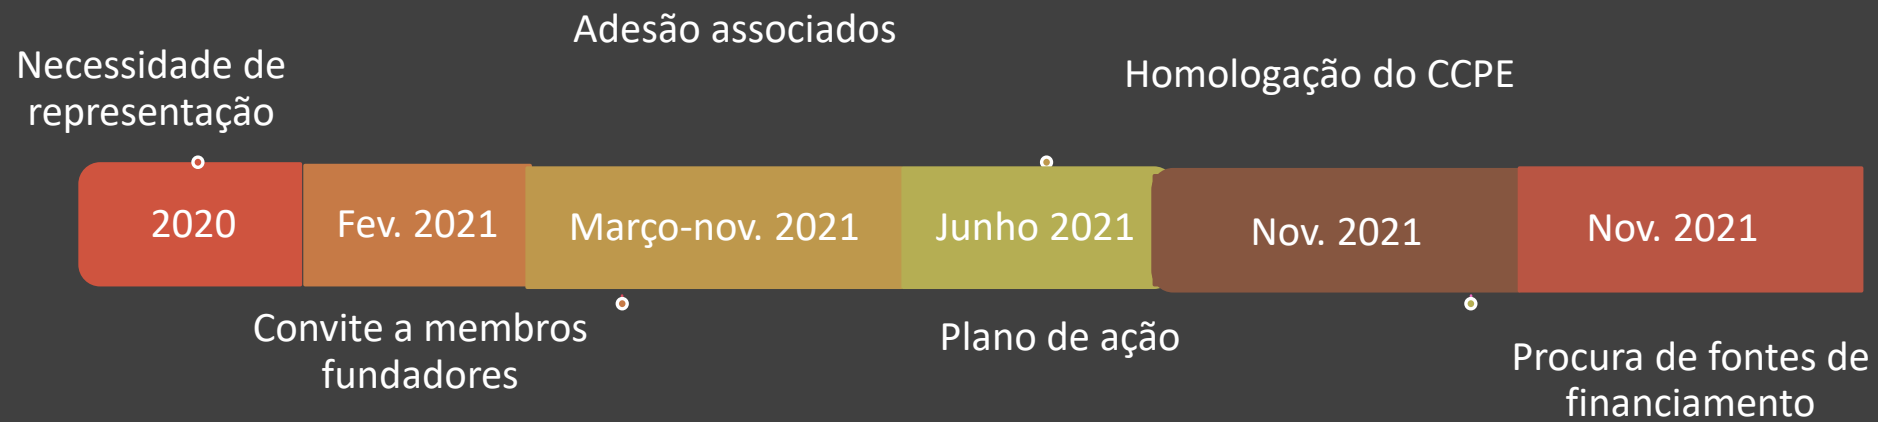 Adesão associados
Necessidade de
representação
Homologação do CCPE
2020
Fev. 2021
Março-nov. 2021
Junho 2021
Nov. 2021
Nov. 2021
Convite a membros
fundadores
Plano de ação
Procura de fontes de
financiamento